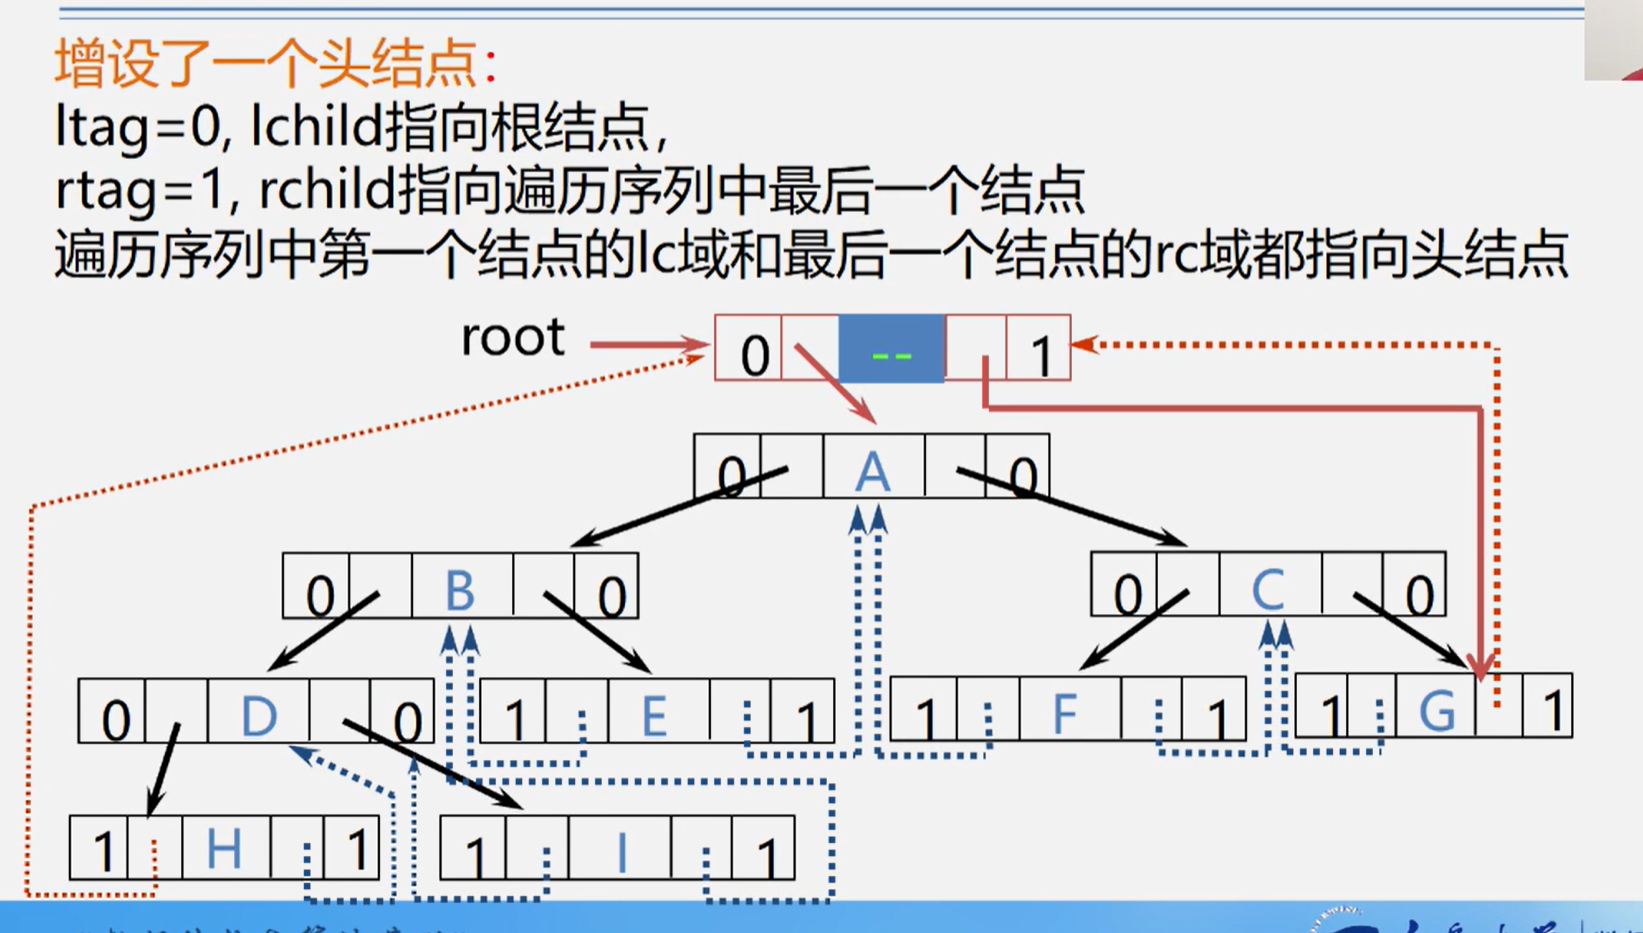 增设了一个头结点：
ltag=0, lchild指向根结点,
rtag=1, rchild指向遍历序列中最后一个结点
遍历序列中第一个结点的lc域和最后一个结点的rc域都指向头结点
root 0 -- 1
0 A 0
0 B 0 0 C 0
0 D 0 1 E 1 1 F 1 1 G 1
1 H 1 1 I 1